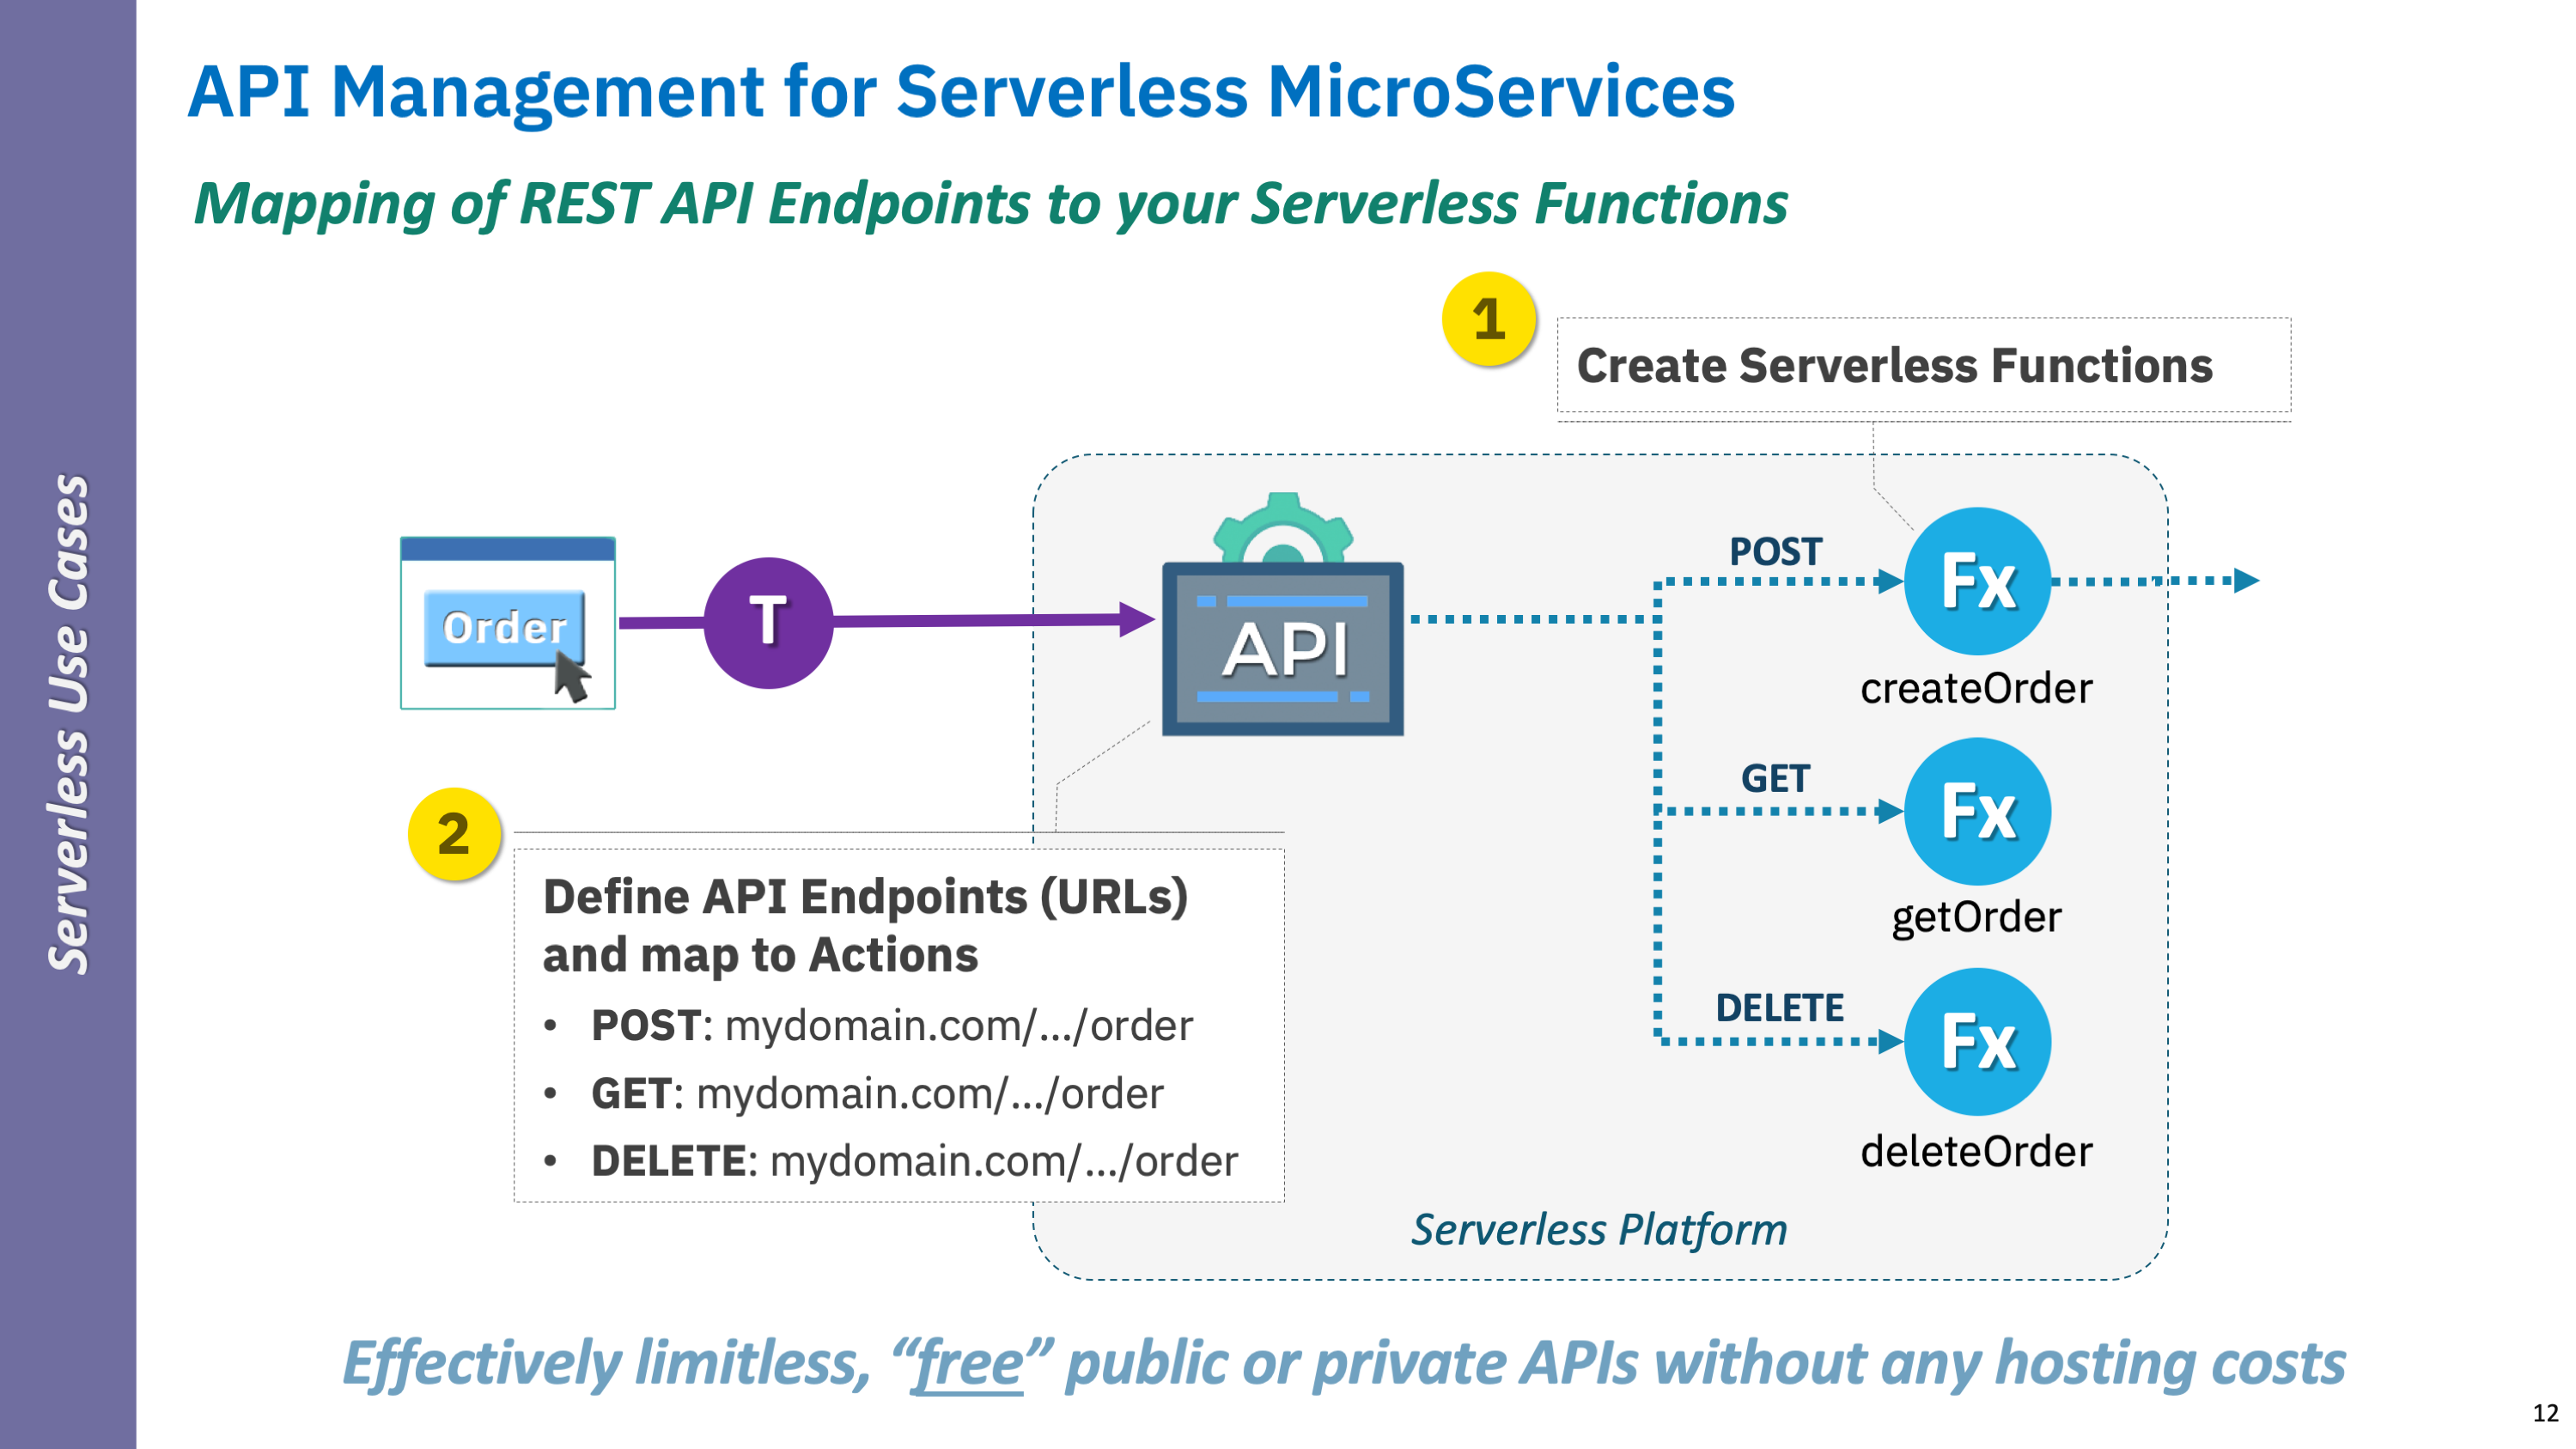 API Management for Serverless MicroServices
Mapping of REST API Endpoints to your Serverless Functions
Serverless Use Cases
1
Create Serverless Functions
Order
T
API
POST
Fx
createOrder
GET
Fx
getOrder
DELETE
Fx
deleteOrder
2
Define API Endpoints (URLs)
and map to Actions
• POST: mydomain.com/.../order
• GET: mydomain.com/.../order
• DELETE: mydomain.com/.../order
Serverless Platform
Effectively limitless, “free” public or private APIs without any hosting costs
12